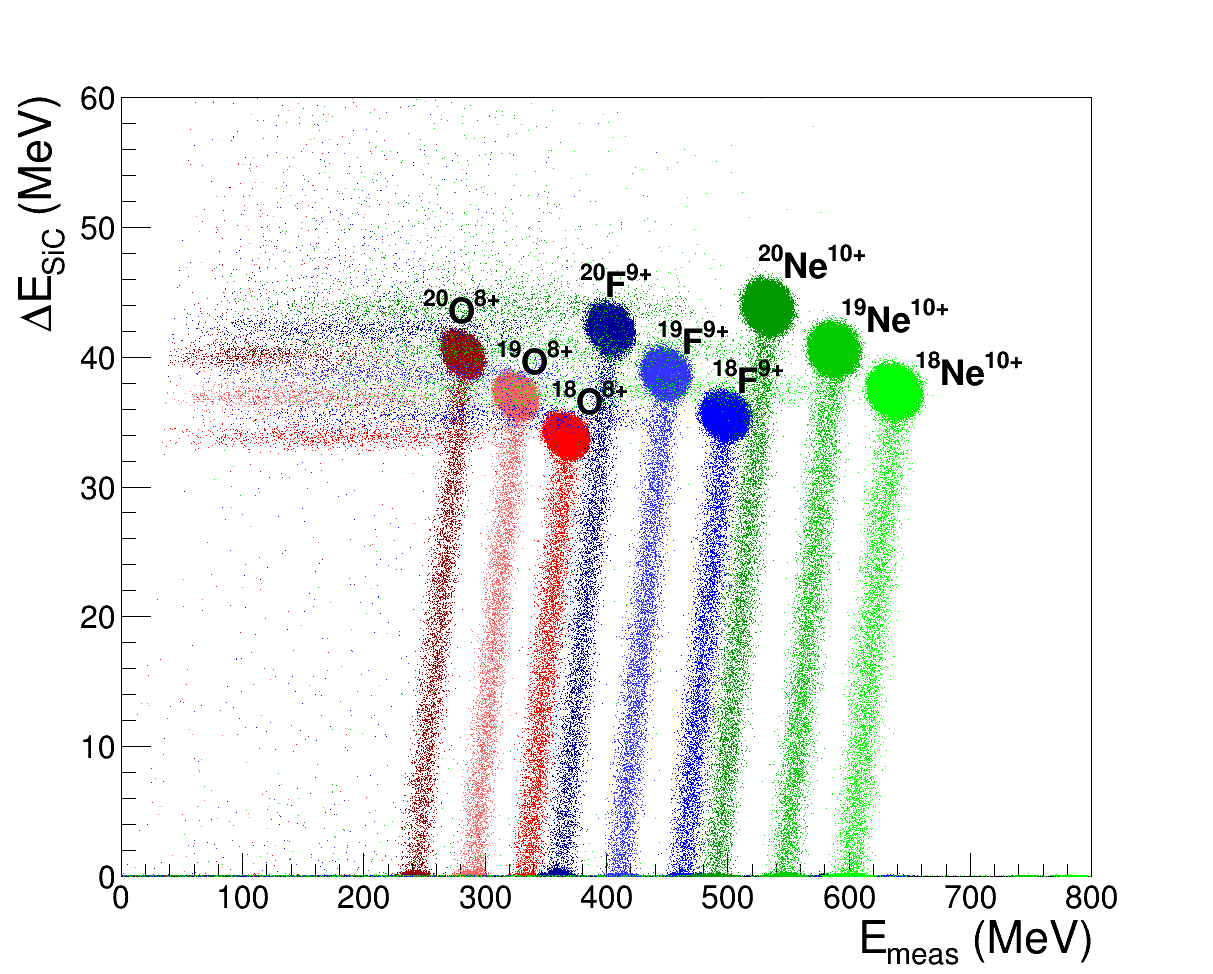 ΔE_SiC (MeV)
60
50
40
30
20
10
0
²⁰O⁸⁺
¹⁹O⁸⁺
¹⁸O⁸⁺
²⁰F⁹⁺
¹⁹F⁹⁺
¹⁸F⁹⁺
²⁰Ne¹⁰⁺
¹⁹Ne¹⁰⁺
¹⁸Ne¹⁰⁺
0 100 200 300 400 500 600 700 800
E_meas (MeV)